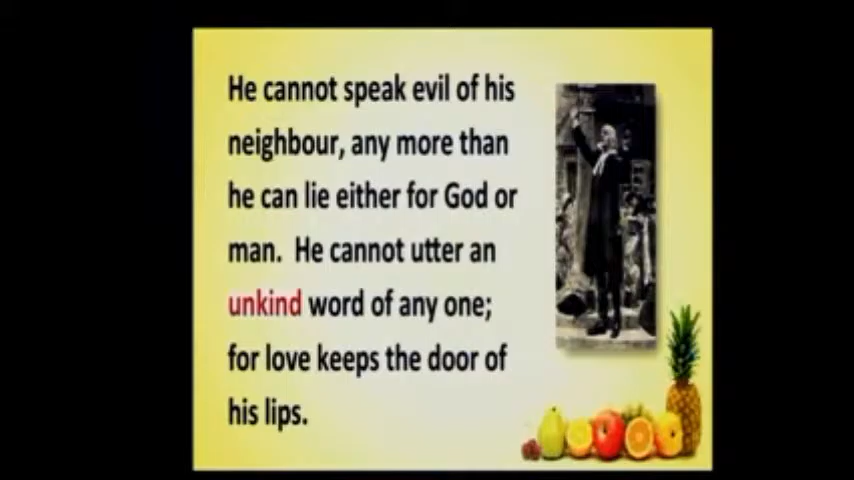 He cannot speak evil of his
neighbour, any more than
he can lie either for God or
man.  He cannot utter an
unkind word of any one;
for love keeps the door of
his lips.